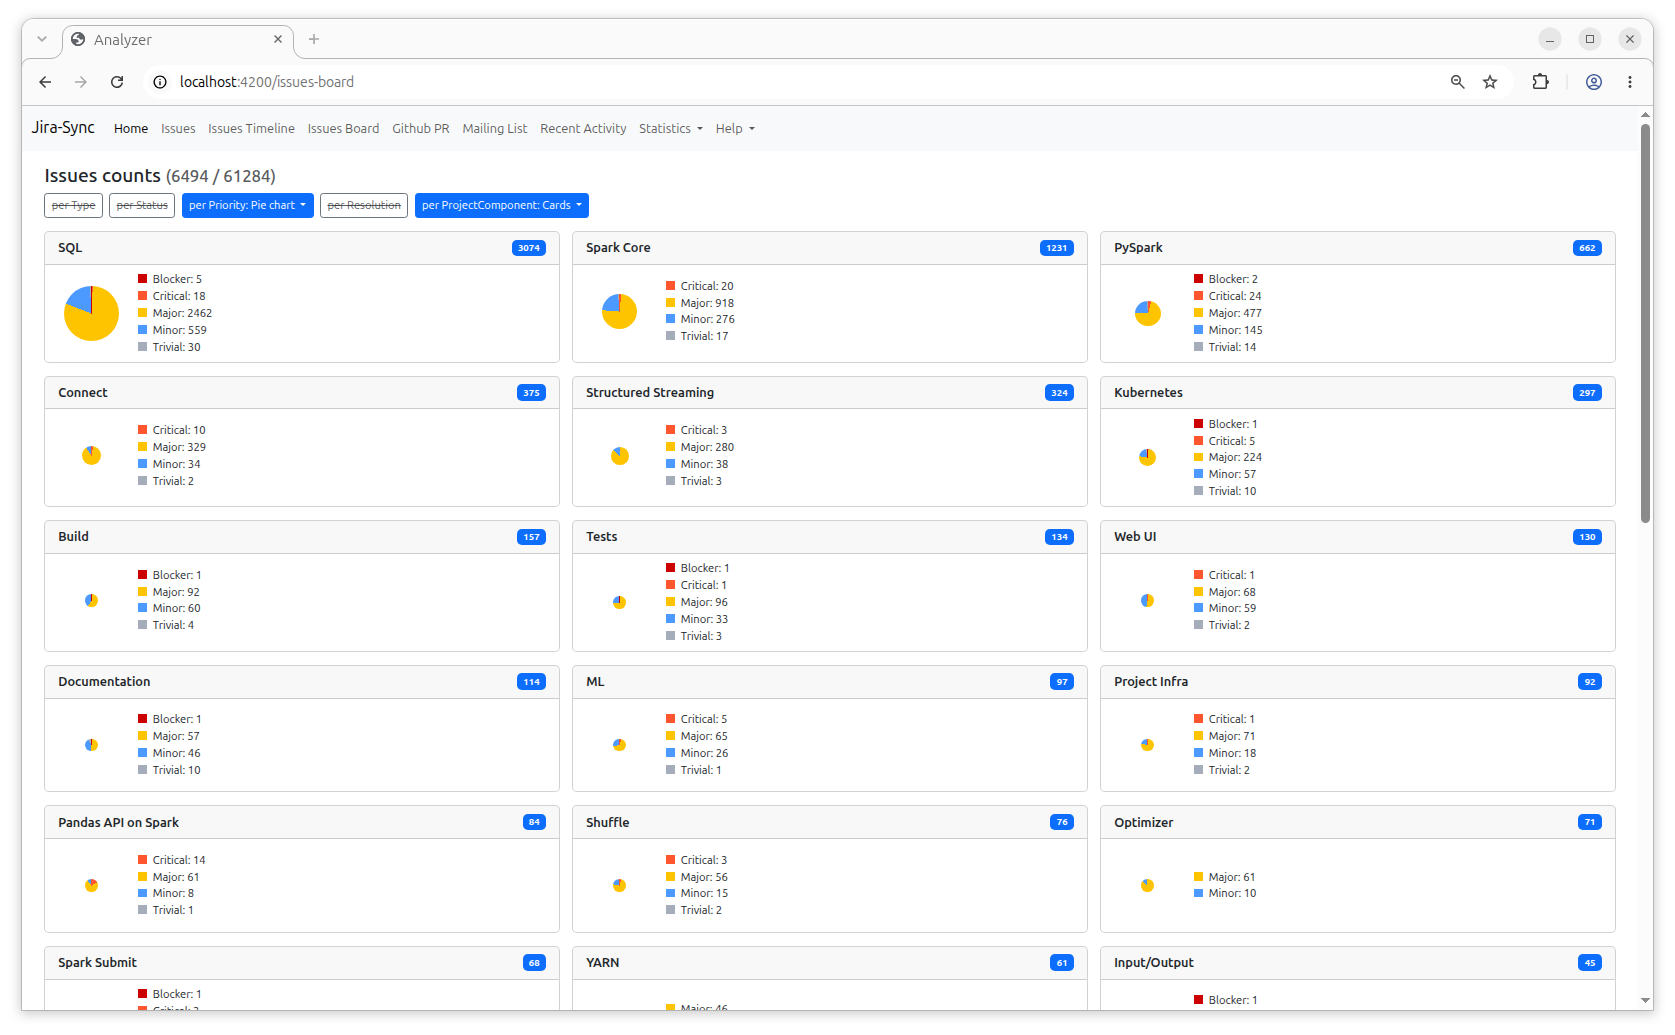 Analyzer
localhost:4200/issues-board
Jira-Sync Home Issues Issues Timeline Issues Board Github PR Mailing List Recent Activity Statistics Help
Issues counts (6494 / 61284)
per Type per Status per Priority: Pie chart per Resolution per ProjectComponent: Cards
SQL 3074
Blocker: 5
Critical: 18
Major: 2462
Minor: 559
Trivial: 30
Spark Core 1231
Critical: 20
Major: 918
Minor: 276
Trivial: 17
PySpark 662
Blocker: 2
Critical: 24
Major: 477
Minor: 145
Trivial: 14
Connect 375
Critical: 10
Major: 329
Minor: 34
Trivial: 2
Structured Streaming 324
Critical: 3
Major: 280
Minor: 38
Trivial: 3
Kubernetes 297
Blocker: 1
Critical: 5
Major: 224
Minor: 57
Trivial: 10
Build 157
Blocker: 1
Major: 92
Minor: 60
Trivial: 4
Tests 134
Blocker: 1
Critical: 1
Major: 96
Minor: 33
Trivial: 3
Web UI 130
Critical: 1
Major: 68
Minor: 59
Trivial: 2
Documentation 114
Blocker: 1
Major: 57
Minor: 46
Trivial: 10
ML 97
Critical: 5
Major: 65
Minor: 26
Trivial: 1
Project Infra 92
Critical: 1
Major: 71
Minor: 18
Trivial: 2
Pandas API on Spark 84
Critical: 14
Major: 61
Minor: 8
Trivial: 1
Shuffle 76
Critical: 3
Major: 56
Minor: 15
Trivial: 2
Optimizer 71
Major: 61
Minor: 10
Spark Submit 68
Blocker: 1
YARN 61
Major: 46
Input/Output 45
Blocker: 1